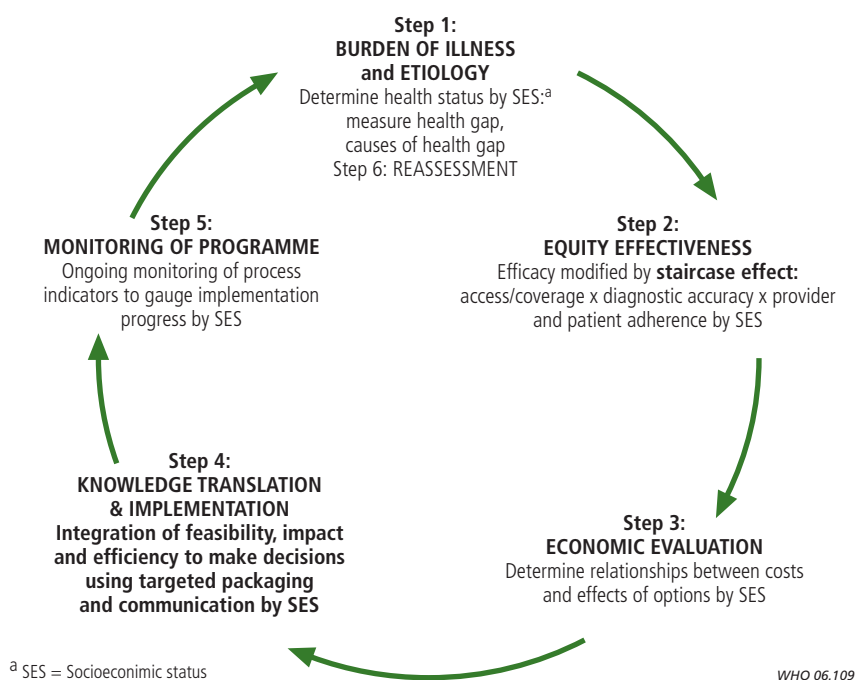 Step 1:
BURDEN OF ILLNESS
and ETIOLOGY
Determine health status by SES:a
measure health gap,
causes of health gap
Step 6: REASSESSMENT
Step 2:
EQUITY EFFECTIVENESS
Efficacy modified by staircase effect:
access/coverage x diagnostic accuracy x provider
and patient adherence by SES
Step 3:
ECONOMIC EVALUATION
Determine relationships between costs
and effects of options by SES
Step 4:
KNOWLEDGE TRANSLATION
& IMPLEMENTATION
Integration of feasibility, impact
and efficiency to make decisions
using targeted packaging
and communication by SES
Step 5:
MONITORING OF PROGRAMME
Ongoing monitoring of process
indicators to gauge implementation
progress by SES
a SES = Socioeconimic status
WHO 06.109